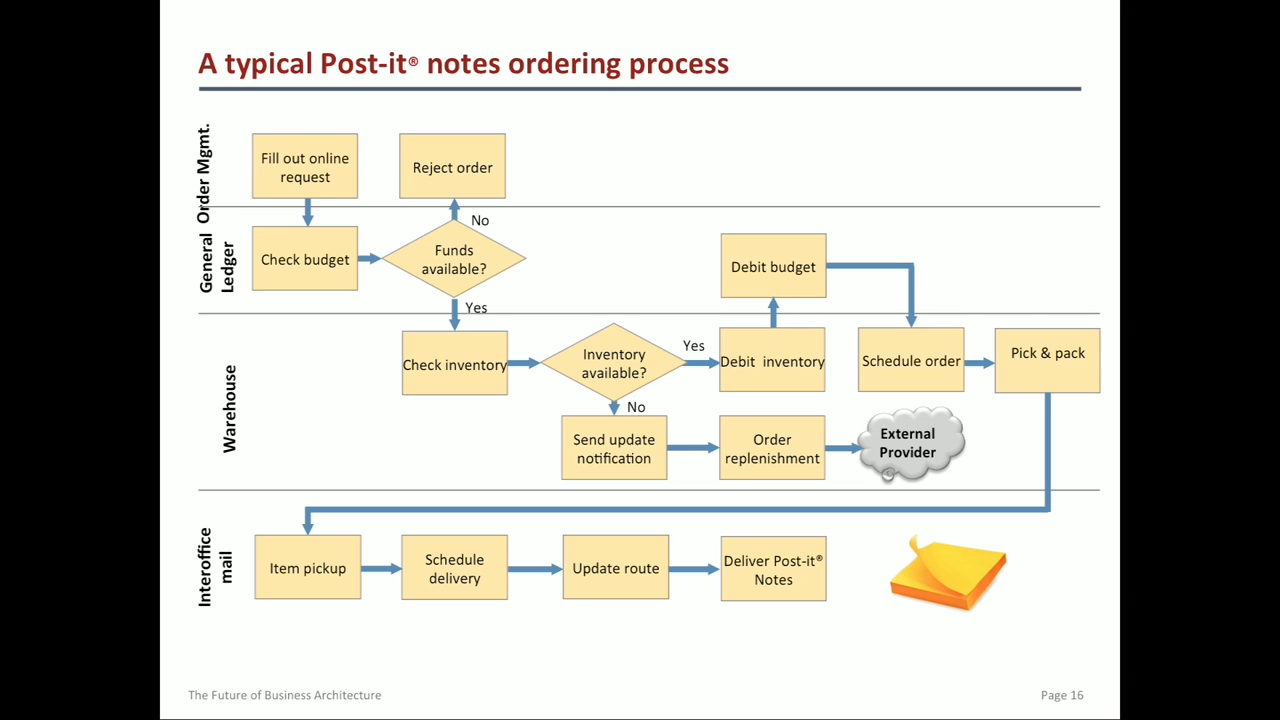 A typical Post-it® notes ordering process
Order Mgmt.
Fill out online
request
Reject order
No
General
Ledger
Check budget
Funds
available?
Debit budget
Yes
Warehouse
Check inventory
Inventory
available?
Yes
Debit inventory
Schedule order
Pick & pack
No
Send update
notification
Order
replenishment
External
Provider
Interoffice
mail
Item pickup
Schedule
delivery
Update route
Deliver Post-it®
Notes
The Future of Business Architecture
Page 16